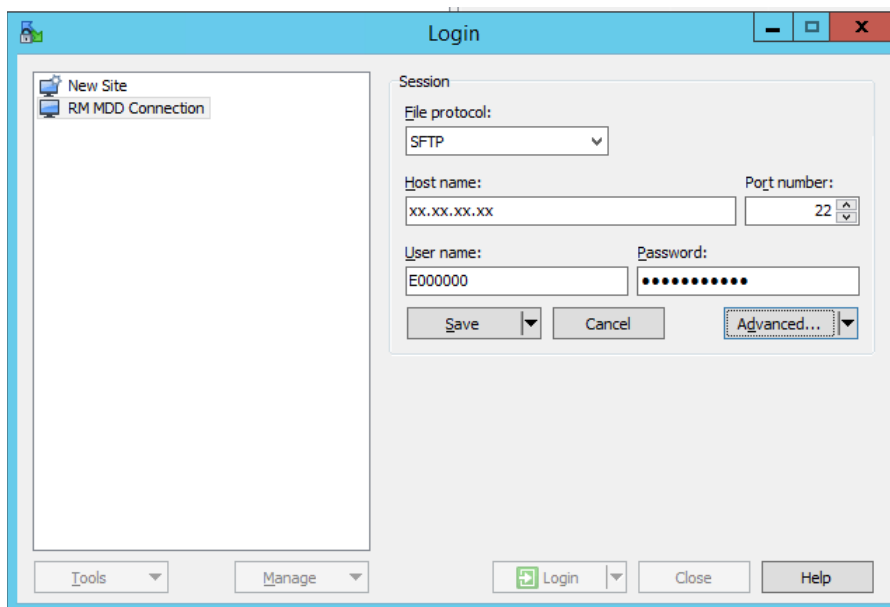 Login
New Site
RM MDD Connection
Session
File protocol:
SFTP
Host name:
Port number:
xx.xx.xx.xx
22
User name:
Password:
E000000
●●●●●●●●●●●
Save
Cancel
Advanced...
Tools
Manage
Login
Close
Help